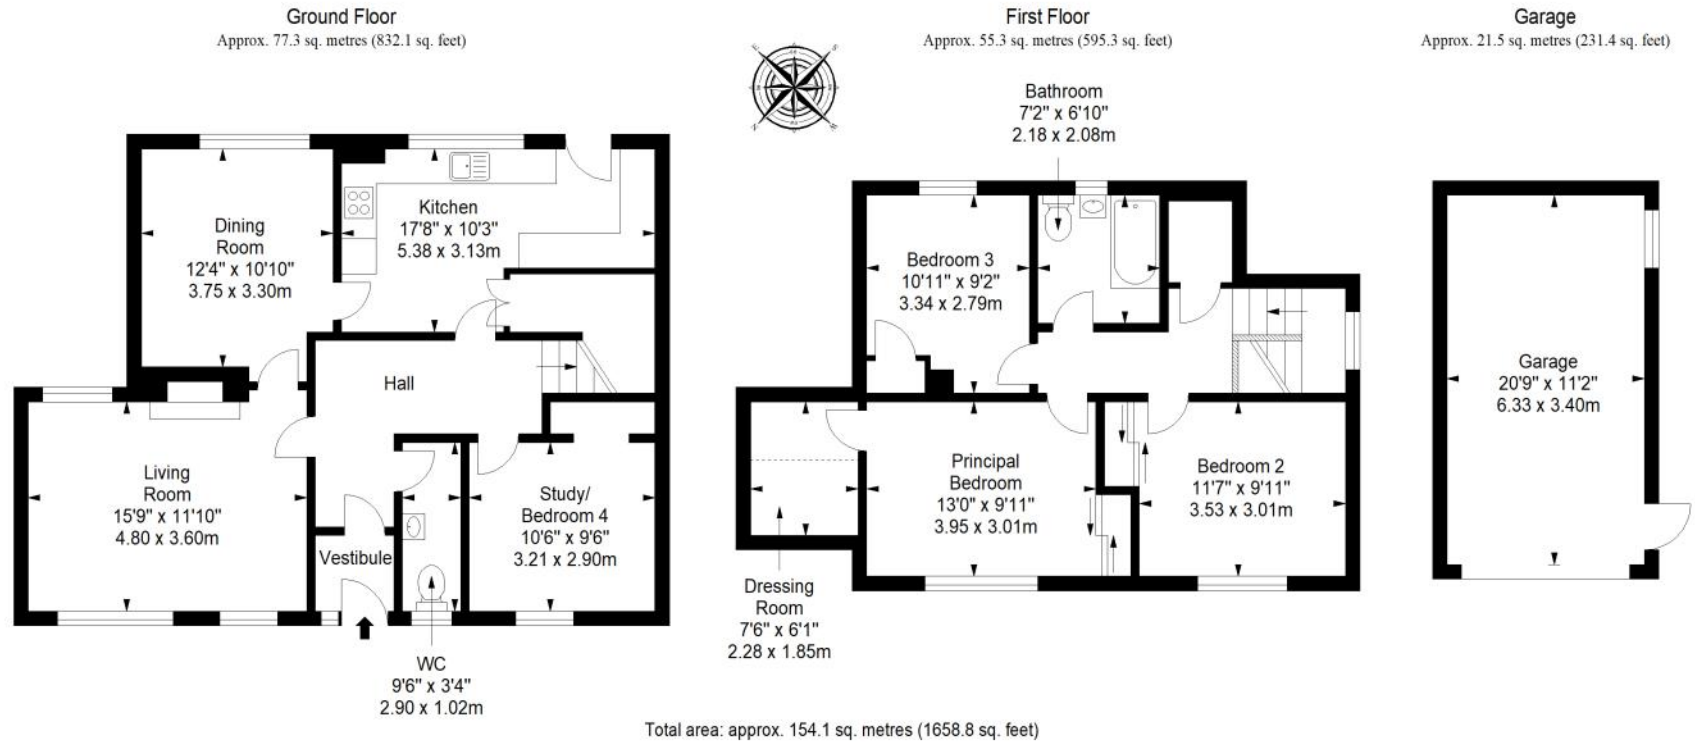 Ground Floor
Approx. 77.3 sq. metres (832.1 sq. feet)
Dining
Room
12'4" x 10'10"
3.75 x 3.30m
Kitchen
17'8" x 10'3"
5.38 x 3.13m
Hall
Living
Room
15'9" x 11'10"
4.80 x 3.60m
Vestibule
Study/
Bedroom 4
10'6" x 9'6"
3.21 x 2.90m
WC
9'6" x 3'4"
2.90 x 1.02m
First Floor
Approx. 55.3 sq. metres (595.3 sq. feet)
E
S
N
W
Bathroom
7'2" x 6'10"
2.18 x 2.08m
Bedroom 3
10'11" x 9'2"
3.34 x 2.79m
Principal
Bedroom
13'0" x 9'11"
3.95 x 3.01m
Bedroom 2
11'7" x 9'11"
3.53 x 3.01m
Dressing
Room
7'6" x 6'1"
2.28 x 1.85m
Garage
Approx. 21.5 sq. metres (231.4 sq. feet)
Garage
20'9" x 11'2"
6.33 x 3.40m
Total area: approx. 154.1 sq. metres (1658.8 sq. feet)